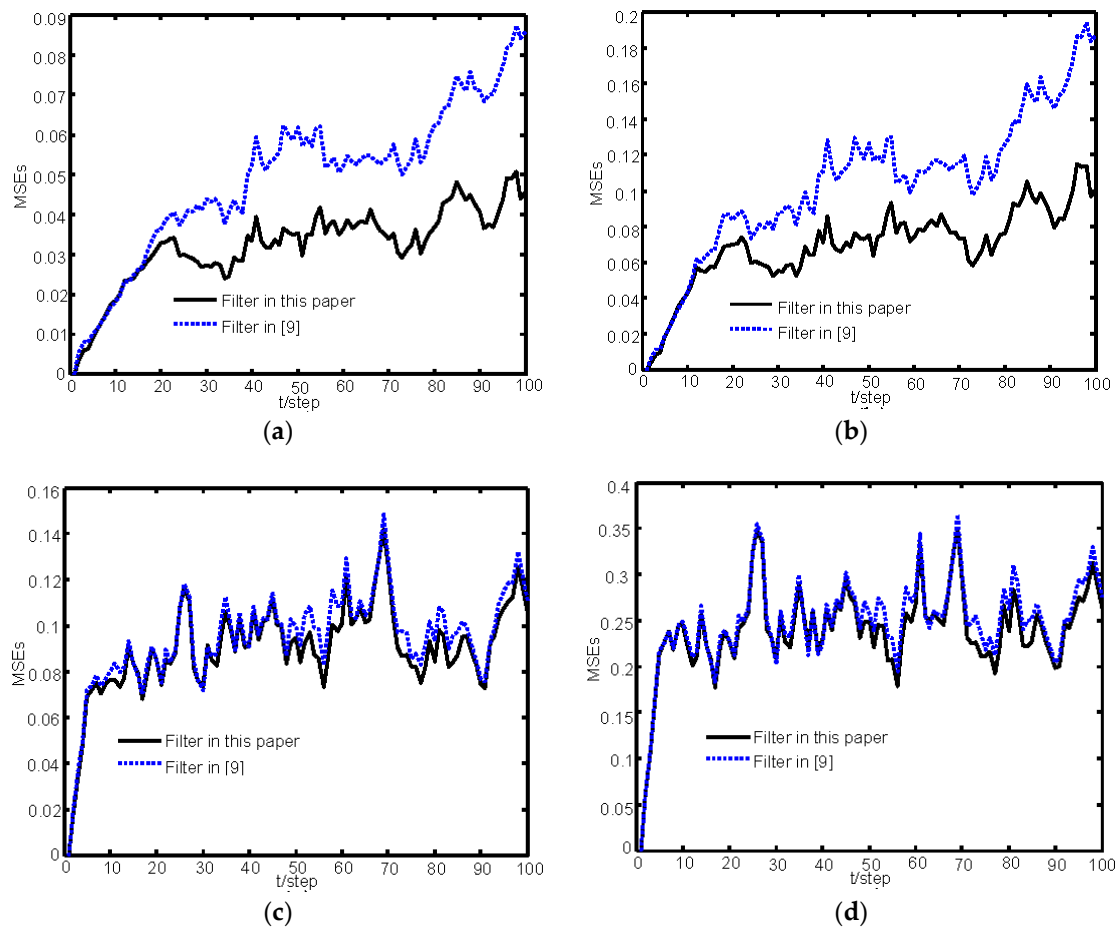 0.09
0.08
0.07
0.06
0.05
0.04
0.03
0.02
0.01
0
MSEs
Filter in this paper
Filter in [9]
0 10 20 30 40 50 60 70 80 90 100
t/step
(a)
0.2
0.18
0.16
0.14
0.12
0.1
0.08
0.06
0.04
0.02
0
MSEs
Filter in this paper
Filter in [9]
0 10 20 30 40 50 60 70 80 90 100
t/step
(b)
0.16
0.14
0.12
0.1
0.08
0.06
0.04
0.02
0
MSEs
Filter in this paper
Filter in [9]
0 10 20 30 40 50 60 70 80 90 100
t/step
(c)
0.4
0.35
0.3
0.25
0.2
0.15
0.1
0.05
0
MSEs
Filter in this paper
Filter in [9]
0 10 20 30 40 50 60 70 80 90 100
t/step
(d)